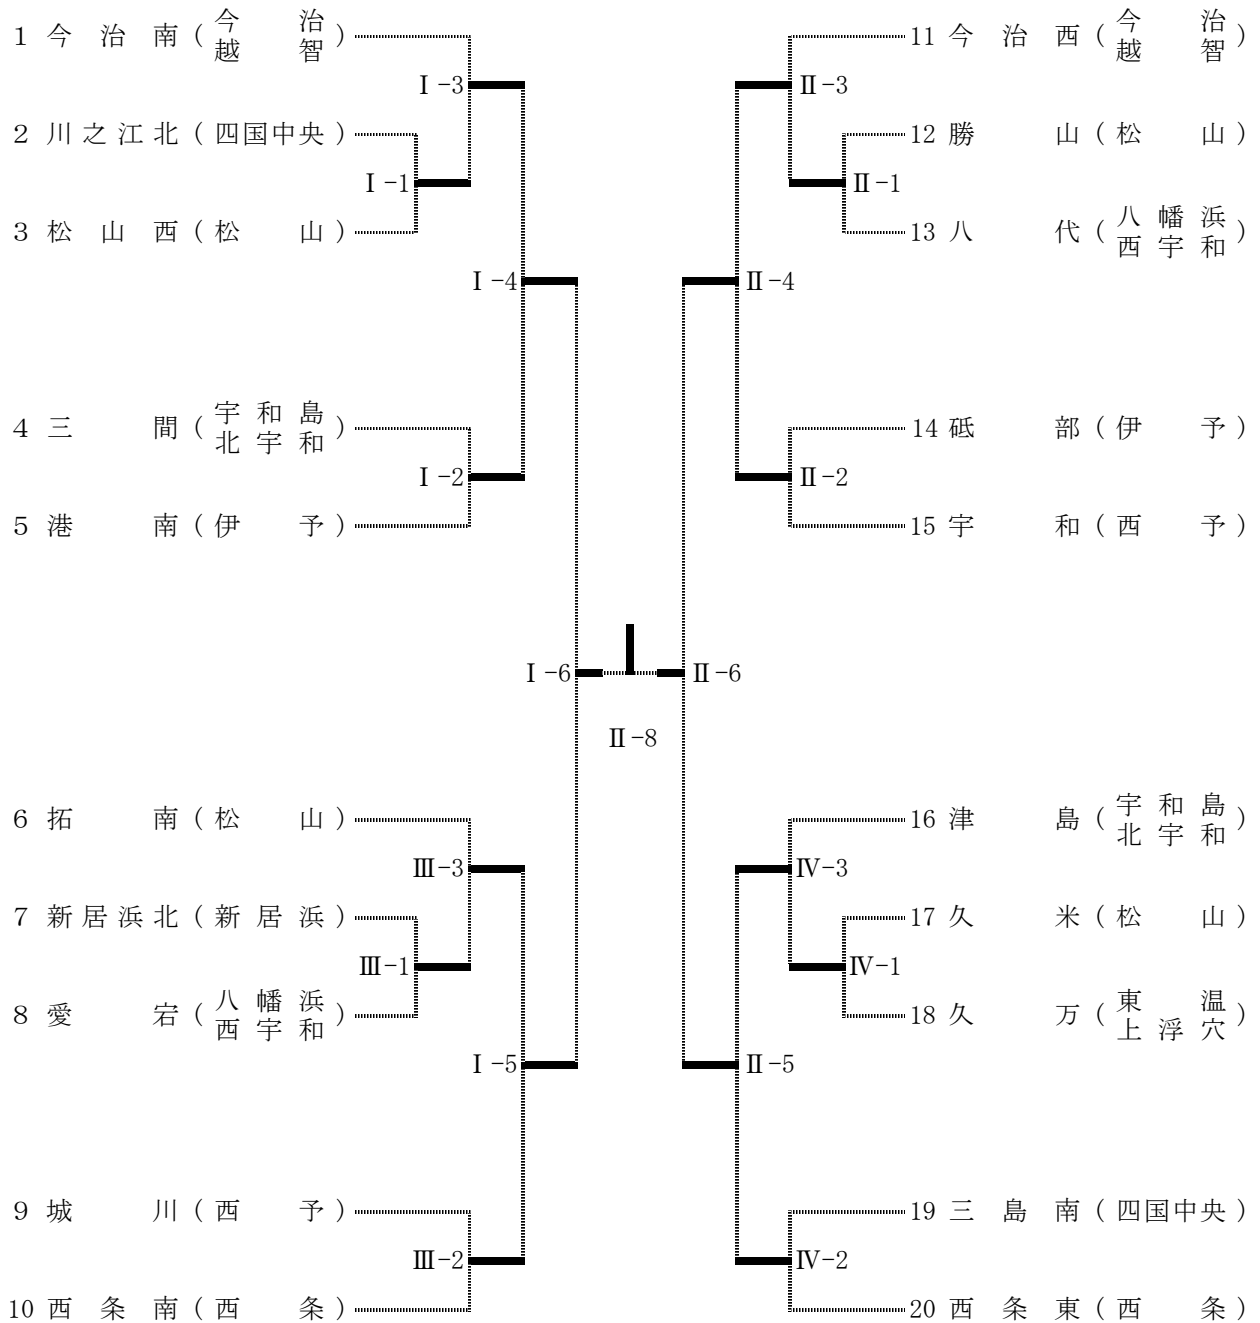 1 今治南(今治越智)
Ⅰ-3
2 川之江北(四国中央)
Ⅰ-1
3 松山西(松山)
Ⅰ-4
4 三間(宇和島北宇和)
Ⅰ-2
5 港南(伊予)
Ⅰ-6
6 拓南(松山)
Ⅲ-3
7 新居浜北(新居浜)
Ⅲ-1
8 愛宕(八幡浜西宇和)
Ⅰ-5
9 城川(西予)
Ⅲ-2
10 西条南(西条)
Ⅱ-8
11 今治西(今治越智)
Ⅱ-3
12 勝山(松山)
Ⅱ-1
13 八代(八幡浜西宇和)
Ⅱ-4
14 砥部(伊予)
Ⅱ-2
15 宇和(西予)
Ⅱ-6
16 津島(宇和島北宇和)
Ⅳ-3
17 久米(松山)
Ⅳ-1
18 久万(東温上浮穴)
Ⅱ-5
19 三島南(四国中央)
Ⅳ-2
20 西条東(西条)